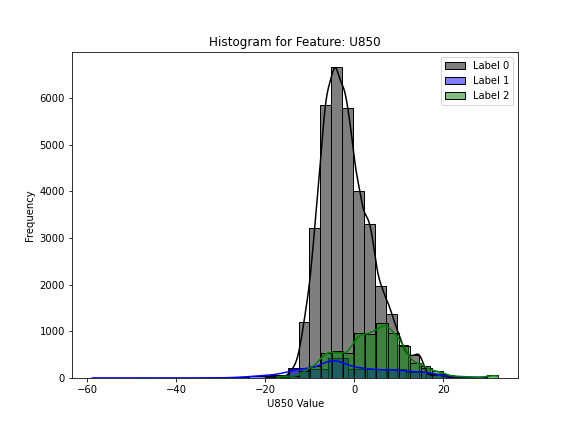 Histogram for Feature: U850
Label 0
Label 1
Label 2
Frequency
6000
5000
4000
3000
2000
1000
0
−60 −40 −20 0 20
U850 Value